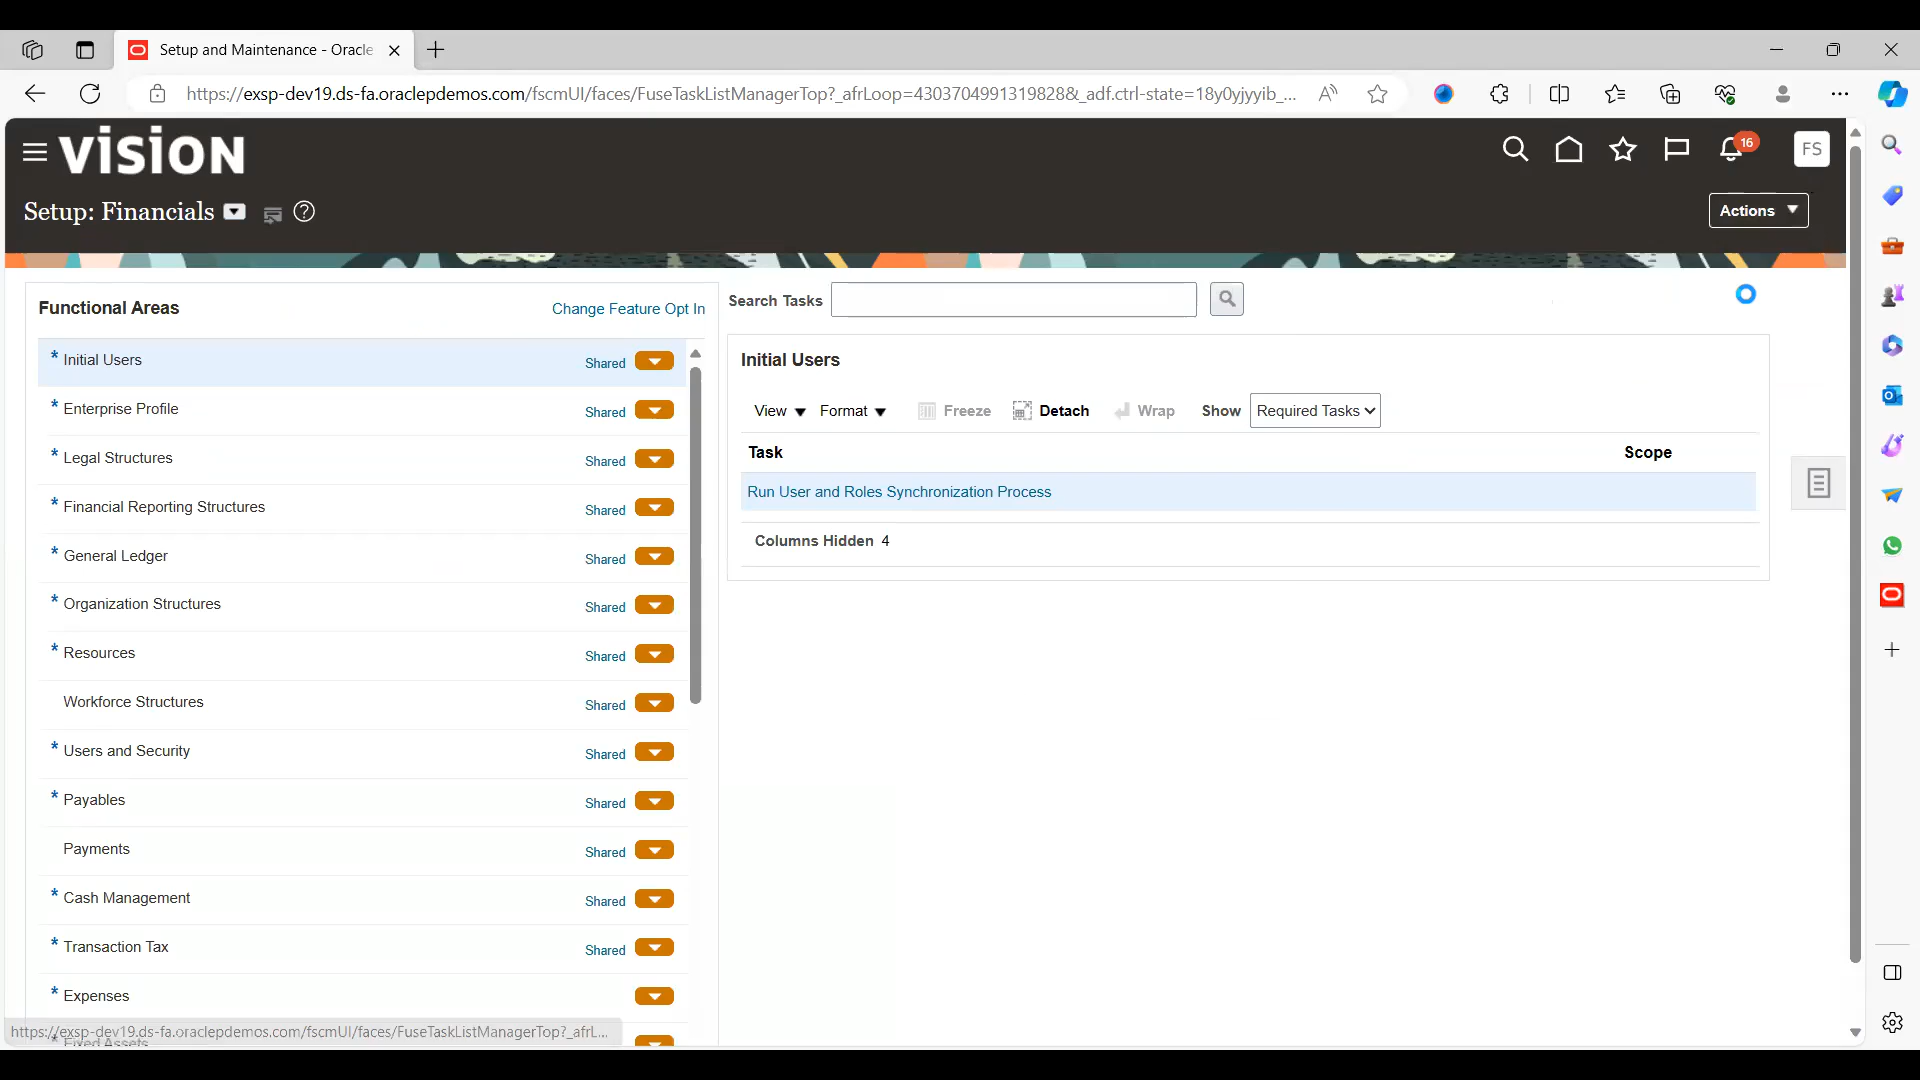 Setup and Maintenance - Oracle
https://exsp-dev19.ds-fa.oraclepdemos.com/fscmUI/faces/FuseTaskListManagerTop?_afrLoop=4303704991319828&_adf.ctrl-state=18y0yjyyib_...
VISION
16
FS
Setup: Financials
Actions
Functional Areas
Change Feature Opt In
Search Tasks
* Initial Users Shared
* Enterprise Profile Shared
* Legal Structures Shared
* Financial Reporting Structures Shared
* General Ledger Shared
* Organization Structures Shared
* Resources Shared
Workforce Structures Shared
* Users and Security Shared
* Payables Shared
Payments Shared
* Cash Management Shared
* Transaction Tax Shared
* Expenses
* Fixed Assets
Initial Users
View Format Freeze Detach Wrap Show Required Tasks
Task Scope
Run User and Roles Synchronization Process
Columns Hidden 4
https://exsp-dev19.ds-fa.oraclepdemos.com/fscmUI/faces/FuseTaskListManagerTop?_afrL...